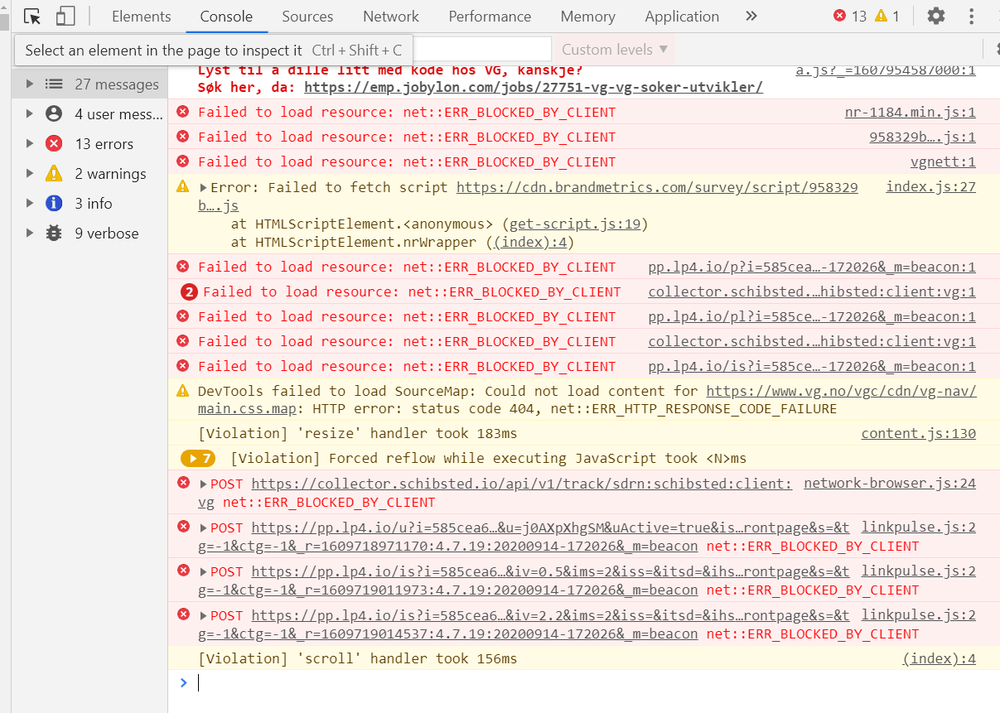 Elements Console Sources Network Performance Memory Application » 13 1
Select an element in the page to inspect it Ctrl + Shift + C Custom levels ▼
27 messages
4 user mess...
13 errors
2 warnings
3 info
9 verbose
Lyst til å dille litt med kode hos VG, kanskje? a.js?_=1607954587000:1
Søk her, da: https://emp.jobylon.com/jobs/27751-vg-vg-soker-utvikler/
Failed to load resource: net::ERR_BLOCKED_BY_CLIENT nr-1184.min.js:1
Failed to load resource: net::ERR_BLOCKED_BY_CLIENT 958329b….js:1
Failed to load resource: net::ERR_BLOCKED_BY_CLIENT vgnett:1
Error: Failed to fetch script https://cdn.brandmetrics.com/survey/script/958329 index.js:27
b….js
at HTMLScriptElement.<anonymous> (get-script.js:19)
at HTMLScriptElement.nrWrapper ((index):4)
Failed to load resource: net::ERR_BLOCKED_BY_CLIENT pp.lp4.io/p?i=585cea…-172026&_m=beacon:1
2 Failed to load resource: net::ERR_BLOCKED_BY_CLIENT collector.schibsted.…hibsted:client:vg:1
Failed to load resource: net::ERR_BLOCKED_BY_CLIENT pp.lp4.io/pl?i=585ce…-172026&_m=beacon:1
Failed to load resource: net::ERR_BLOCKED_BY_CLIENT collector.schibsted.…hibsted:client:vg:1
Failed to load resource: net::ERR_BLOCKED_BY_CLIENT pp.lp4.io/is?i=585ce…-172026&_m=beacon:1
DevTools failed to load SourceMap: Could not load content for https://www.vg.no/vgc/cdn/vg-nav/
main.css.map: HTTP error: status code 404, net::ERR_HTTP_RESPONSE_CODE_FAILURE
[Violation] 'resize' handler took 183ms content.js:130
7 [Violation] Forced reflow while executing JavaScript took <N>ms
POST https://collector.schibsted.io/api/v1/track/sdrn:schibsted:client: network-browser.js:24
vg net::ERR_BLOCKED_BY_CLIENT
POST https://pp.lp4.io/u?i=585cea6…&u=j0AXpXhgSM&uActive=true&is…rontpage&s=&t linkpulse.js:2
g=-1&ctg=-1&_r=1609718971170:4.7.19:20200914-172026&_m=beacon net::ERR_BLOCKED_BY_CLIENT
POST https://pp.lp4.io/is?i=585cea6…&iv=0.5&ims=2&iss=&itsd=&ihs…rontpage&s=&t linkpulse.js:2
g=-1&ctg=-1&_r=1609719011973:4.7.19:20200914-172026&_m=beacon net::ERR_BLOCKED_BY_CLIENT
POST https://pp.lp4.io/is?i=585cea6…&iv=2.2&ims=2&iss=&itsd=&ihs…rontpage&s=&t linkpulse.js:2
g=-1&ctg=-1&_r=1609719014537:4.7.19:20200914-172026&_m=beacon net::ERR_BLOCKED_BY_CLIENT
[Violation] 'scroll' handler took 156ms (index):4